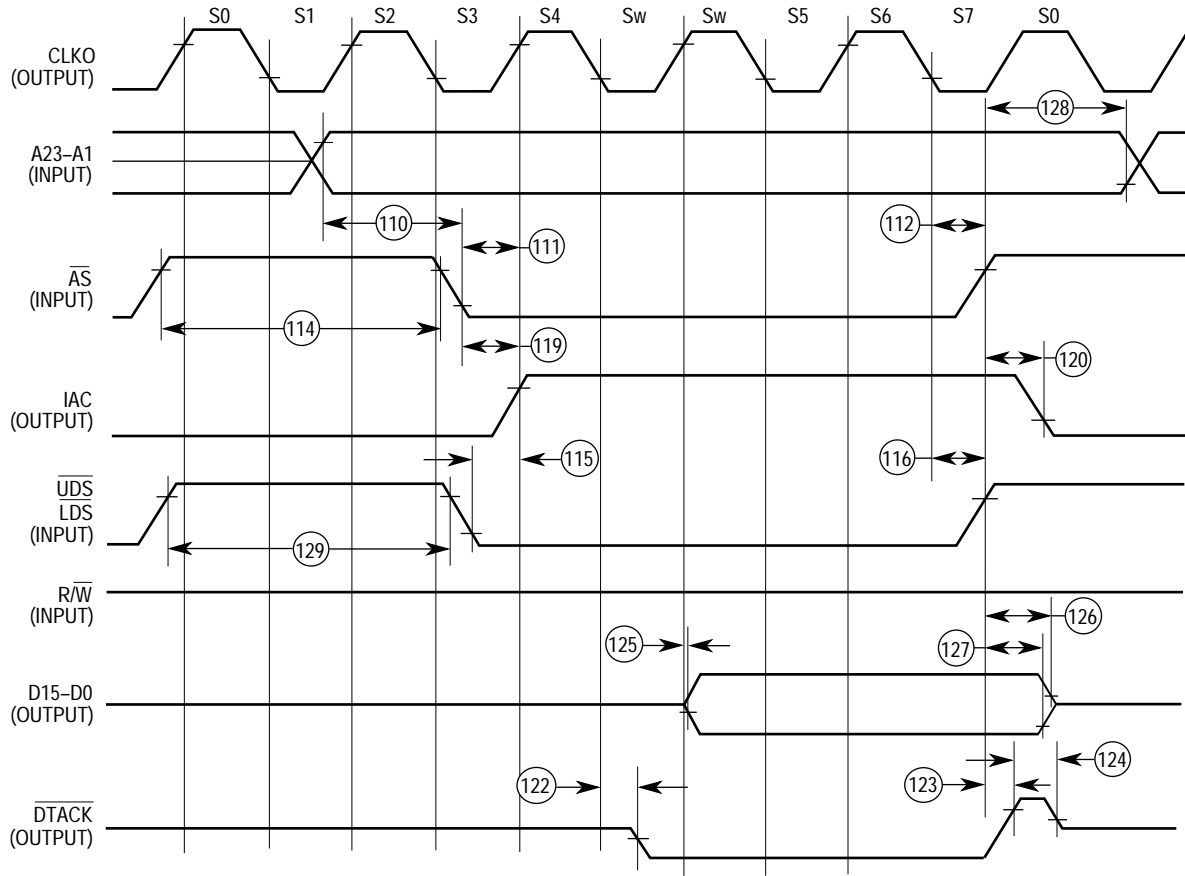 S0 S1 S2 S3 S4 Sw Sw S5 S6 S7 S0
CLKO
(OUTPUT)
128
A23–A1
(INPUT)
110
112
111
AS
(INPUT)
114
119
120
IAC
(OUTPUT)
115
116
UDS
LDS
(INPUT)
129
R/W
(INPUT)
126
125
127
D15–D0
(OUTPUT)
124
122
123
DTACK
(OUTPUT)